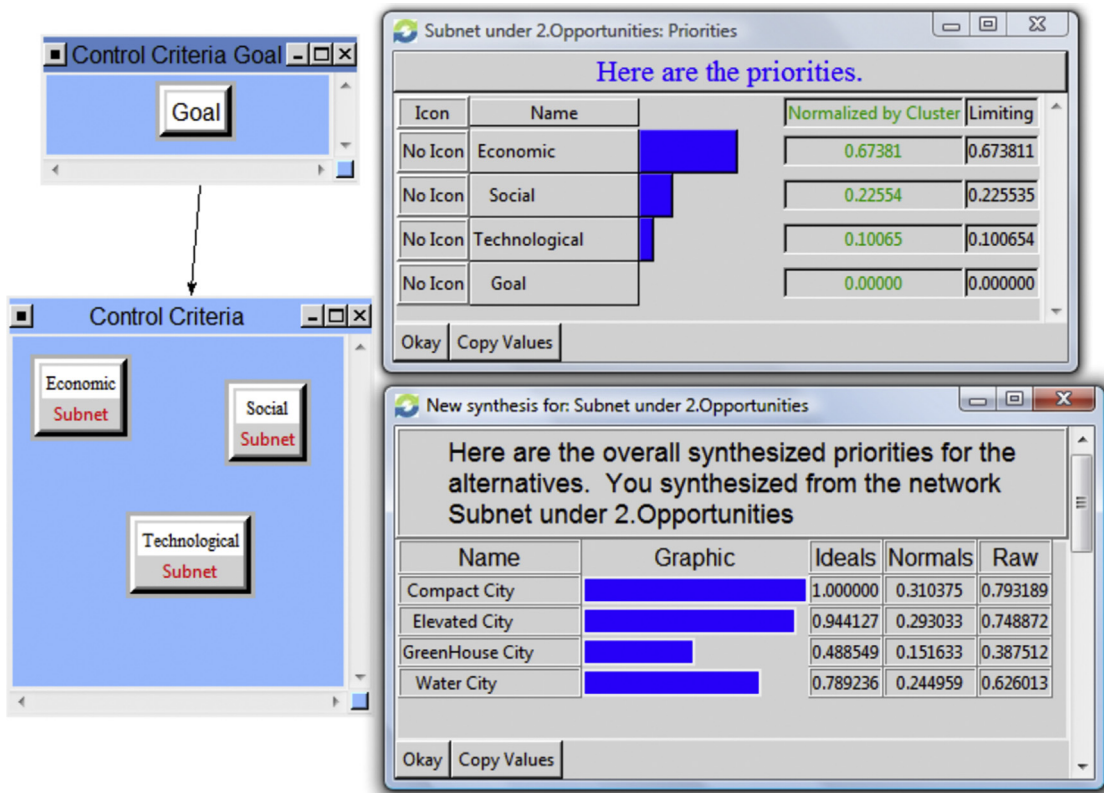 Control Criteria Goal
Goal
Control Criteria
Economic
Subnet
Social
Subnet
Technological
Subnet
Subnet under 2.Opportunities: Priorities
Here are the priorities.
Icon Name Normalized by Cluster Limiting
No Icon Economic 0.67381 0.673811
No Icon Social 0.22554 0.225535
No Icon Technological 0.10065 0.100654
No Icon Goal 0.00000 0.000000
Okay Copy Values
New synthesis for: Subnet under 2.Opportunities
Here are the overall synthesized priorities for the
alternatives. You synthesized from the network
Subnet under 2.Opportunities
Name Graphic Ideals Normals Raw
Compact City 1.000000 0.310375 0.793189
Elevated City 0.944127 0.293033 0.748872
GreenHouse City 0.488549 0.151633 0.387512
Water City 0.789236 0.244959 0.626013
Okay Copy Values